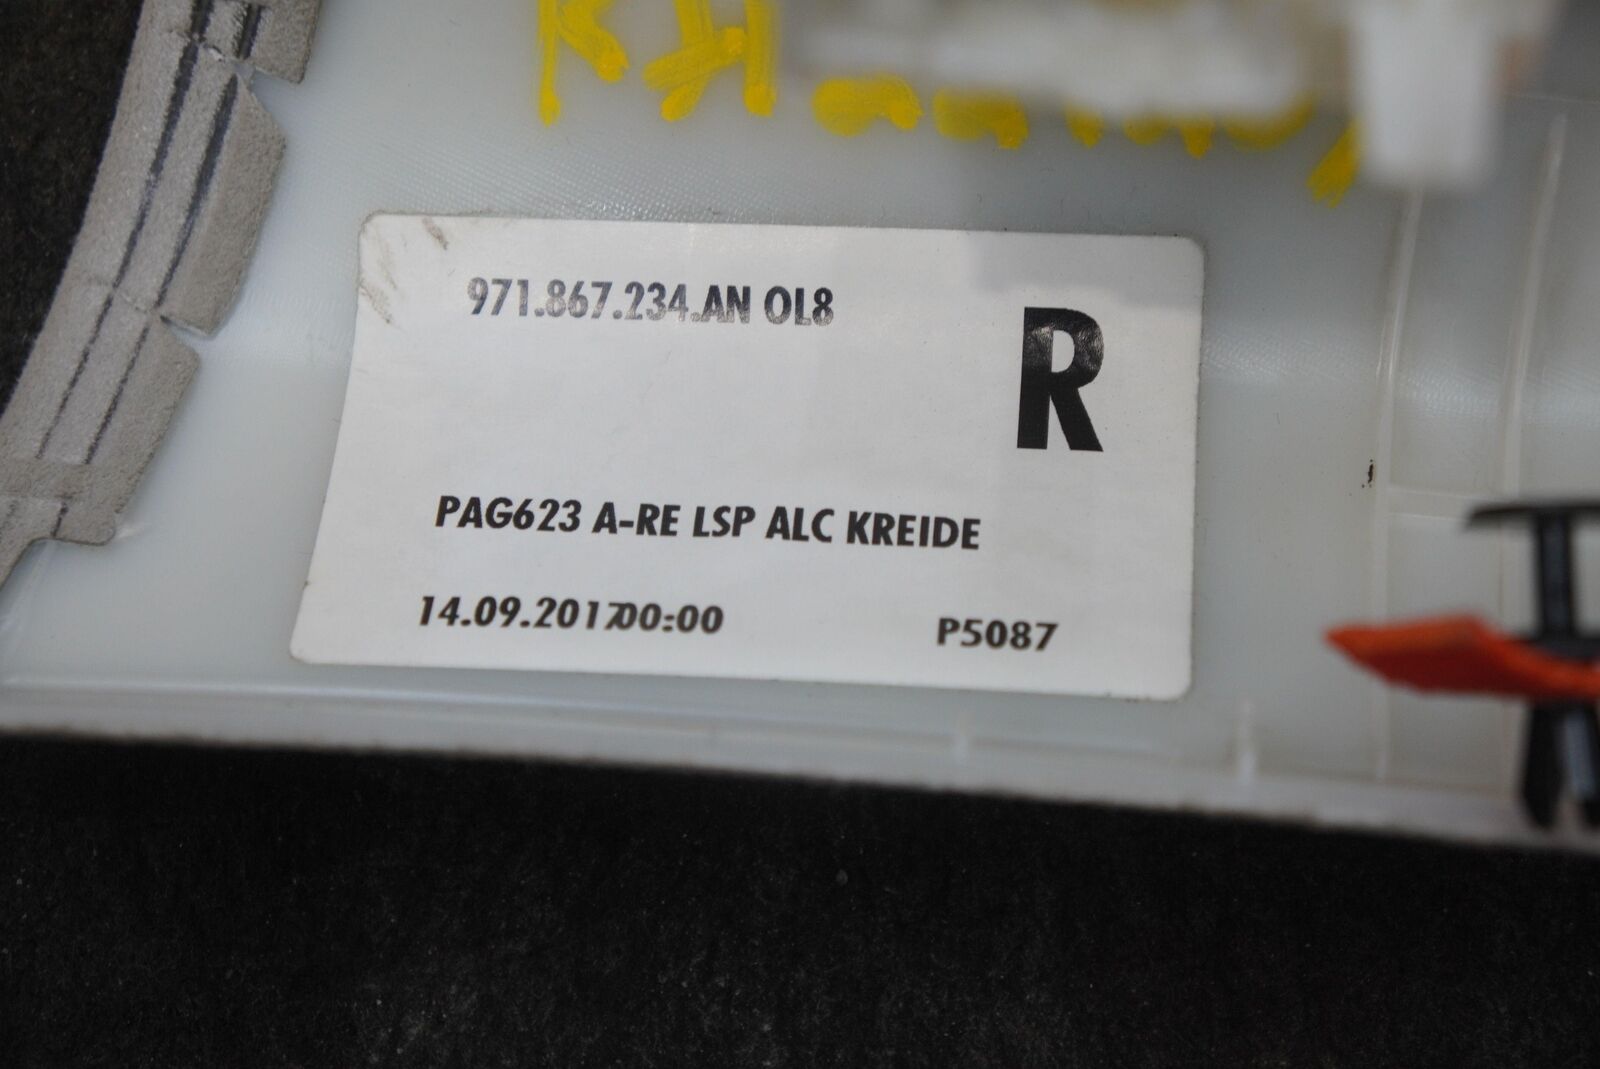 971.867.234.AN OL8
R
PAG623 A-RE LSP ALC KREIDE
14.09.201700:00
P5087